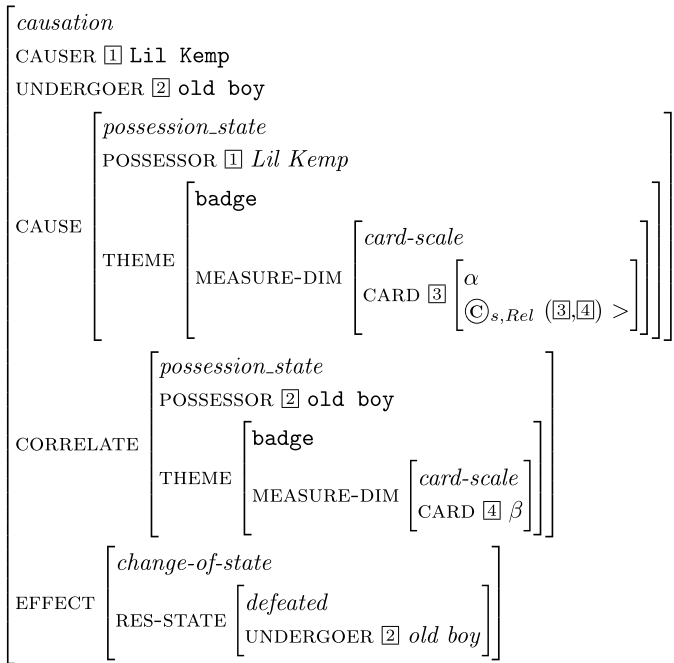 causation
CAUSER 1 Lil Kemp
UNDERGOER 2 old boy
possession_state
POSSESSOR 1 Lil Kemp
badge
card-scale
CAUSE
THEME
MEASURE-DIM
CARD 3
α
©s,Rel (3,4) >
possession_state
POSSESSOR 2 old boy
badge
CORRELATE
THEME
MEASURE-DIM
card-scale
CARD 4 β
change-of-state
EFFECT
RES-STATE
defeated
UNDERGOER 2 old boy